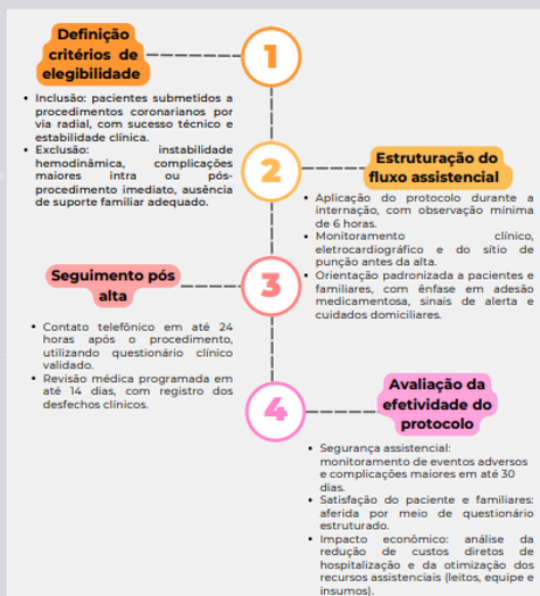 Definição
critérios de
elegibilidade
1
• Inclusão: pacientes submetidos a
procedimentos coronarianos por
via radial, com sucesso técnico e
estabilidade clínica.
• Exclusão: instabilidade
hemodinâmica, complicações
maiores intra ou pós-
procedimento imediato, ausência
de suporte familiar adequado.
2
Estruturação do
fluxo assistencial
• Aplicação do protocolo durante a
internação, com observação mínima
de 6 horas.
• Monitoramento clínico,
eletrocardiográfico e do sítio de
punção antes da alta.
• Orientação padronizada a pacientes e
familiares, com ênfase em adesão
medicamentosa, sinais de alerta e
cuidados domiciliares.
Seguimento pós
alta
3
• Contato telefônico em até 24
horas após o procedimento,
utilizando questionário clínico
validado.
• Revisão médica programada em
até 14 dias, com registro dos
desfechos clínicos.
4
Avaliação da
efetividade do
protocolo
• Segurança assistencial:
monitoramento de eventos adversos
e complicações maiores em até 30
dias.
• Satisfação do paciente e familiares:
aferida por meio de questionário
estruturado.
• Impacto econômico: análise da
redução de custos diretos de
hospitalização e da otimização dos
recursos assistenciais (leitos, equipe e
insumos).